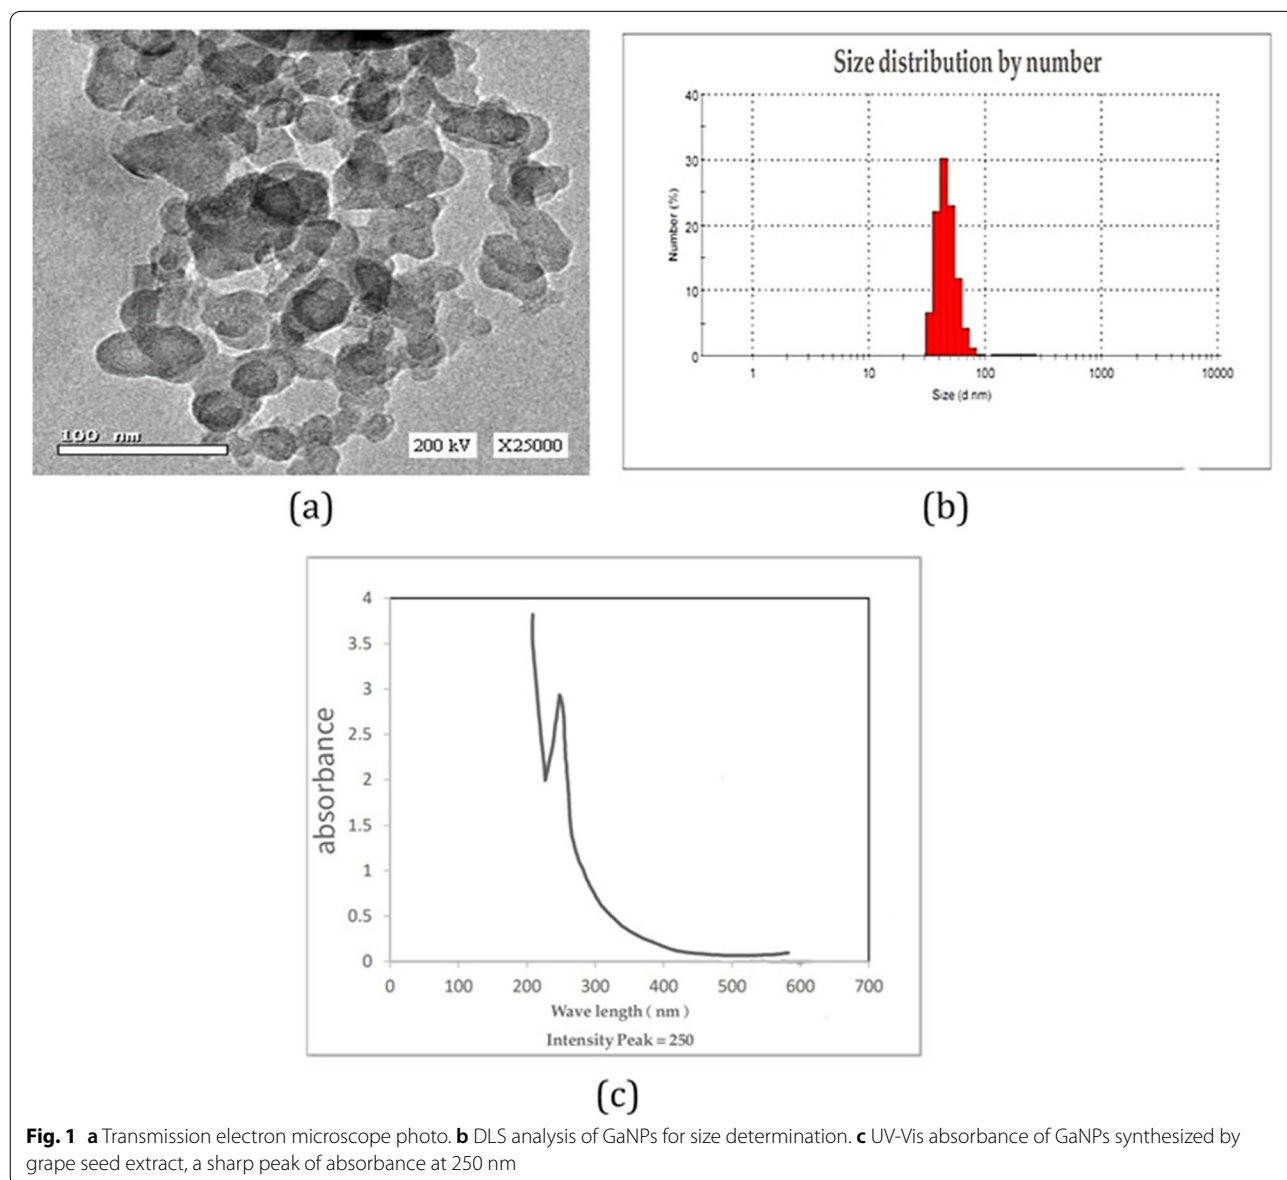 100 nm
200 kV
X25000
(a)
Size distribution by number
Number (%)
40
30
20
10
0
1
10
100
1000
10000
Size (d nm)
(b)
absorbance
4
3.5
3
2.5
2
1.5
1
0.5
0
0
100
200
300
400
500
600
700
Wave length ( nm )
Intensity Peak = 250
(c)
Fig. 1 a Transmission electron microscope photo. b DLS analysis of GaNPs for size determination. c UV-Vis absorbance of GaNPs synthesized by
grape seed extract, a sharp peak of absorbance at 250 nm